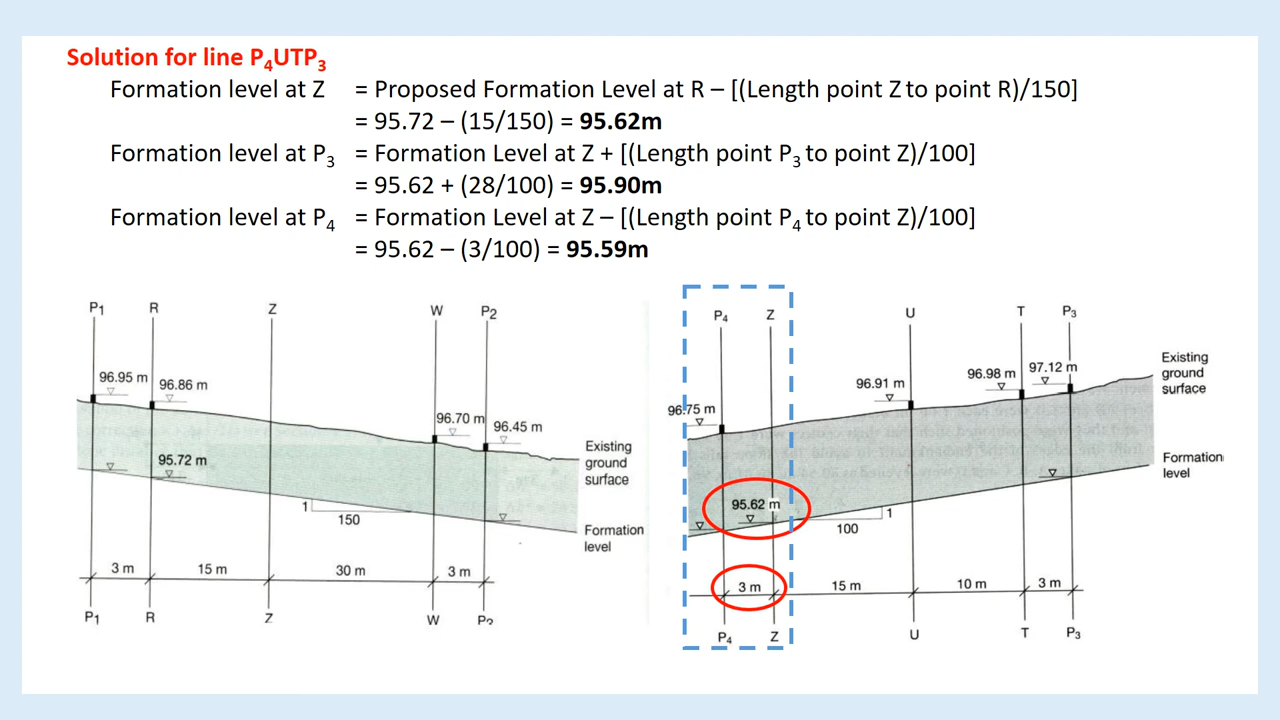 Solution for line P4UTP3
Formation level at Z = Proposed Formation Level at R – [(Length point Z to point R)/150]
= 95.72 – (15/150) = 95.62m
Formation level at P3 = Formation Level at Z + [(Length point P3 to point Z)/100]
= 95.62 + (28/100) = 95.90m
Formation level at P4 = Formation Level at Z – [(Length point P4 to point Z)/100]
= 95.62 – (3/100) = 95.59m
P1 R Z W P2
96.95 m 96.86 m
96.70 m 96.45 m
95.72 m
Existing
ground
surface
1
150
Formation
level
3 m 15 m 30 m 3 m
P1 R Z W P2
P4 Z U T P3
96.75 m 96.91 m 96.98 m 97.12 m
Existing
ground
surface
Formation
level
95.62 m
1
100
3 m 15 m 10 m 3 m
P4 Z U T P3